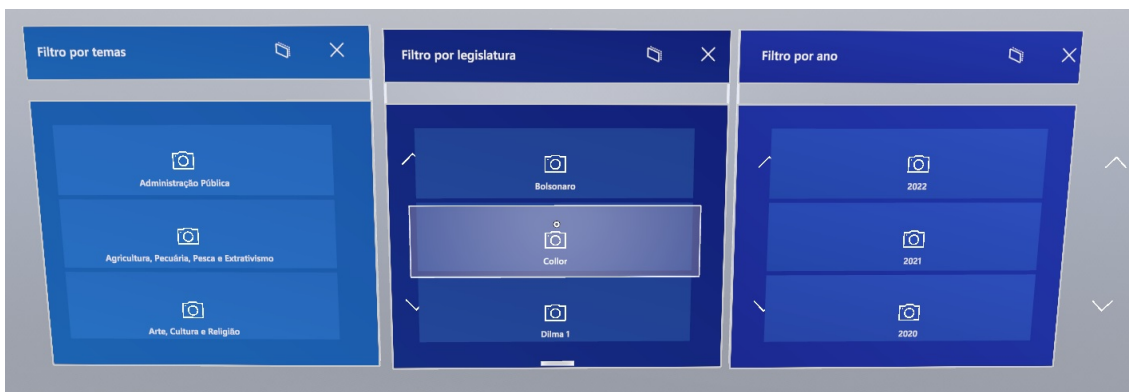 Filtro por temas
Administração Pública
Agricultura, Pecuária, Pesca e Extrativismo
Arte, Cultura e Religião
Filtro por legislatura
Bolsonaro
Collor
Dilma 1
Filtro por ano
2022
2021
2020